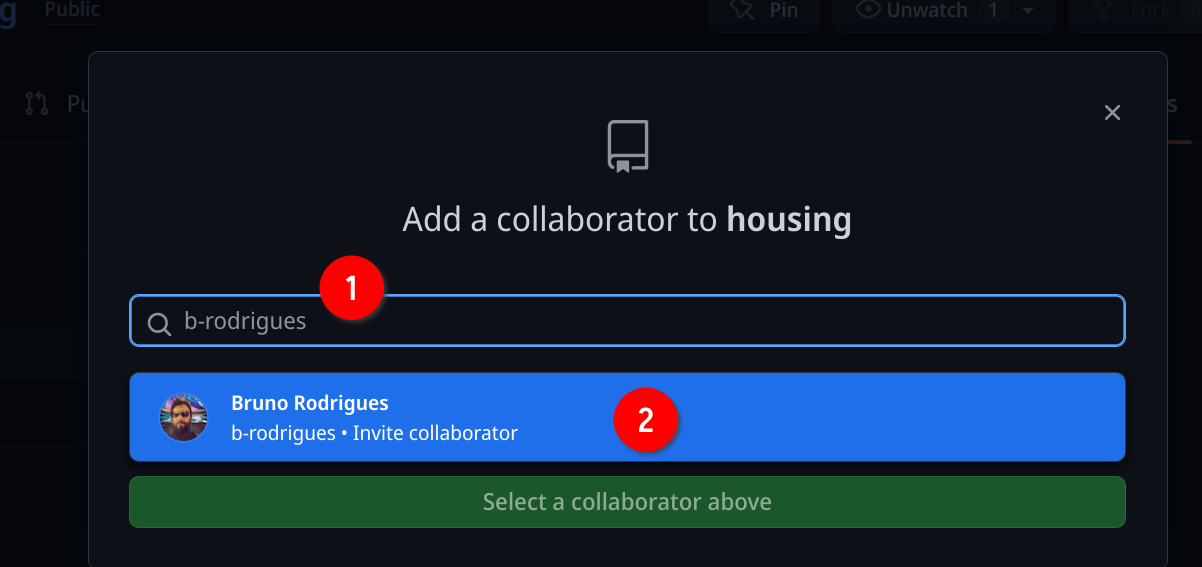 g Public
Pin
Unwatch 1
Fork
Pu
s
Add a collaborator to housing
1
b-rodrigues
Bruno Rodrigues
2
b-rodrigues • Invite collaborator
Select a collaborator above